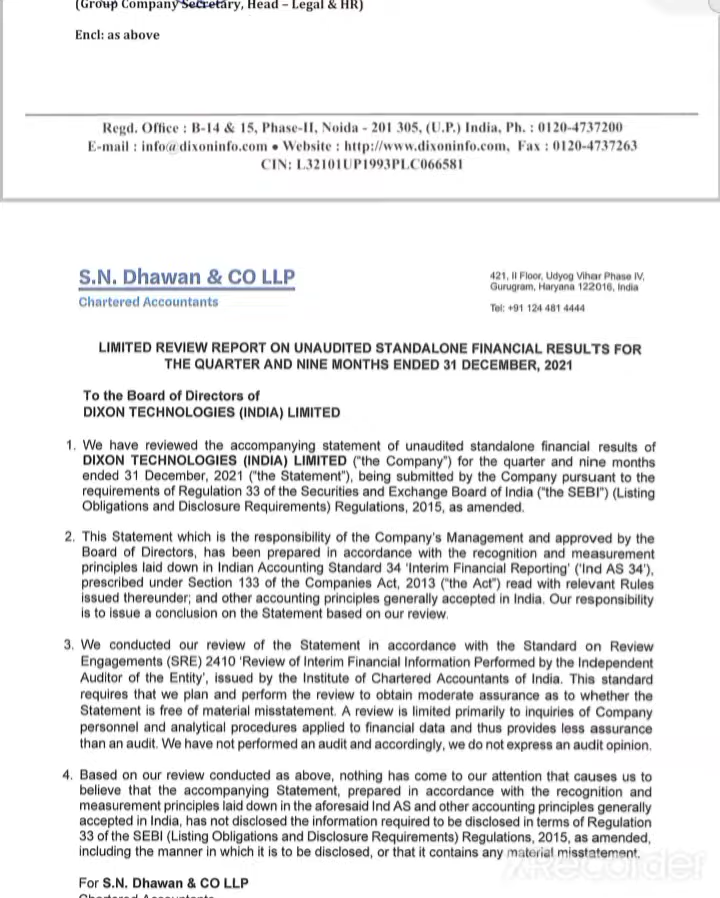 (Group Company Secretary, Head – Legal & HR)
Encl: as above
Regd. Office : B-14 & 15, Phase-II, Noida - 201 305, (U.P.) India, Ph. : 0120-4737200
E-mail : info@dixoninfo.com • Website : http://www.dixoninfo.com, Fax : 0120-4737263
CIN: L32101UP1993PLC066581
S.N. Dhawan & CO LLP
Chartered Accountants
421, II Floor, Udyog Vihar Phase IV,
Gurugram, Haryana 122016, India
Tel: +91 124 481 4444
LIMITED REVIEW REPORT ON UNAUDITED STANDALONE FINANCIAL RESULTS FOR
THE QUARTER AND NINE MONTHS ENDED 31 DECEMBER, 2021
To the Board of Directors of
DIXON TECHNOLOGIES (INDIA) LIMITED
1. We have reviewed the accompanying statement of unaudited standalone financial results of
DIXON TECHNOLOGIES (INDIA) LIMITED ("the Company") for the quarter and nine months
ended 31 December, 2021 ("the Statement"), being submitted by the Company pursuant to the
requirements of Regulation 33 of the Securities and Exchange Board of India ("the SEBI") (Listing
Obligations and Disclosure Requirements) Regulations, 2015, as amended.
2. This Statement which is the responsibility of the Company's Management and approved by the
Board of Directors, has been prepared in accordance with the recognition and measurement
principles laid down in Indian Accounting Standard 34 'Interim Financial Reporting' ('Ind AS 34'),
prescribed under Section 133 of the Companies Act, 2013 ("the Act") read with relevant Rules
issued thereunder; and other accounting principles generally accepted in India. Our responsibility
is to issue a conclusion on the Statement based on our review.
3. We conducted our review of the Statement in accordance with the Standard on Review
Engagements (SRE) 2410 'Review of Interim Financial Information Performed by the Independent
Auditor of the Entity', issued by the Institute of Chartered Accountants of India. This standard
requires that we plan and perform the review to obtain moderate assurance as to whether the
Statement is free of material misstatement. A review is limited primarily to inquiries of Company
personnel and analytical procedures applied to financial data and thus provides less assurance
than an audit. We have not performed an audit and accordingly, we do not express an audit opinion.
4. Based on our review conducted as above, nothing has come to our attention that causes us to
believe that the accompanying Statement, prepared in accordance with the recognition and
measurement principles laid down in the aforesaid Ind AS and other accounting principles generally
accepted in India, has not disclosed the information required to be disclosed in terms of Regulation
33 of the SEBI (Listing Obligations and Disclosure Requirements) Regulations, 2015, as amended,
including the manner in which it is to be disclosed, or that it contains any material misstatement.
XRecorder
For S.N. Dhawan & CO LLP
Chartered Accountants